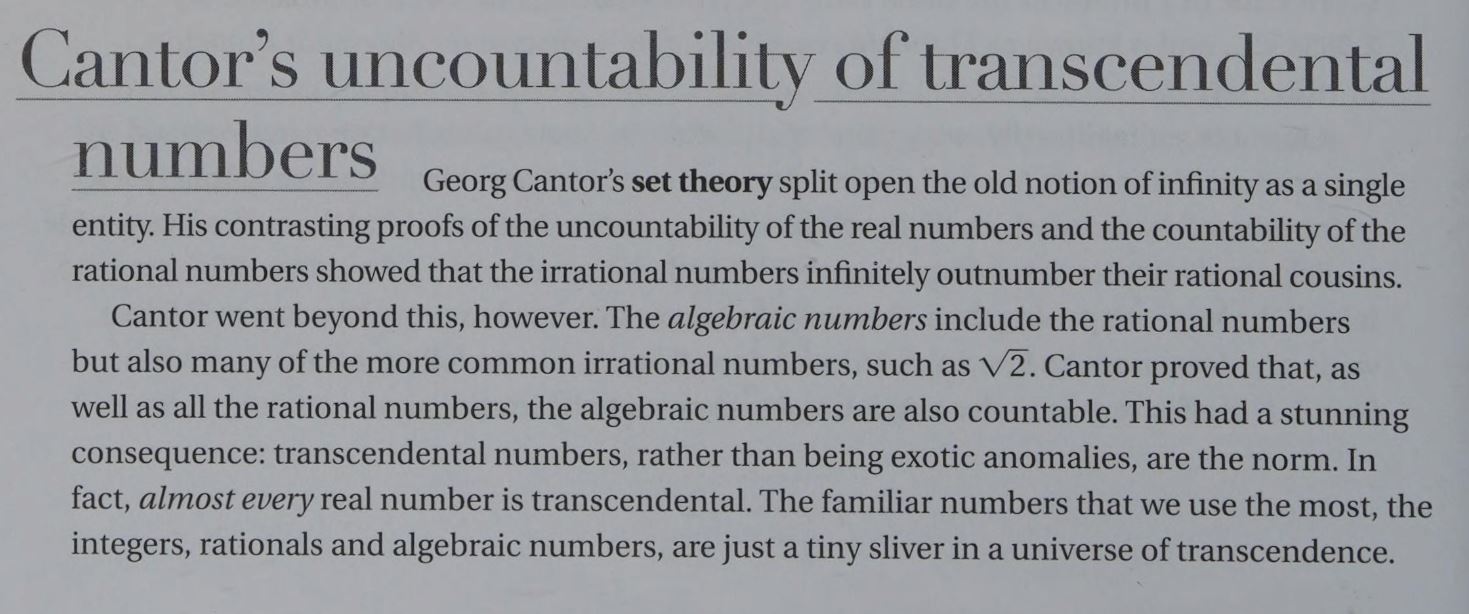 Cantor's uncountability of transcendental
numbers Georg Cantor's set theory split open the old notion of infinity as a single
entity. His contrasting proofs of the uncountability of the real numbers and the countability of the
rational numbers showed that the irrational numbers infinitely outnumber their rational cousins.
Cantor went beyond this, however. The algebraic numbers include the rational numbers
but also many of the more common irrational numbers, such as √2. Cantor proved that, as
well as all the rational numbers, the algebraic numbers are also countable. This had a stunning
consequence: transcendental numbers, rather than being exotic anomalies, are the norm. In
fact, almost every real number is transcendental. The familiar numbers that we use the most, the
integers, rationals and algebraic numbers, are just a tiny sliver in a universe of transcendence.